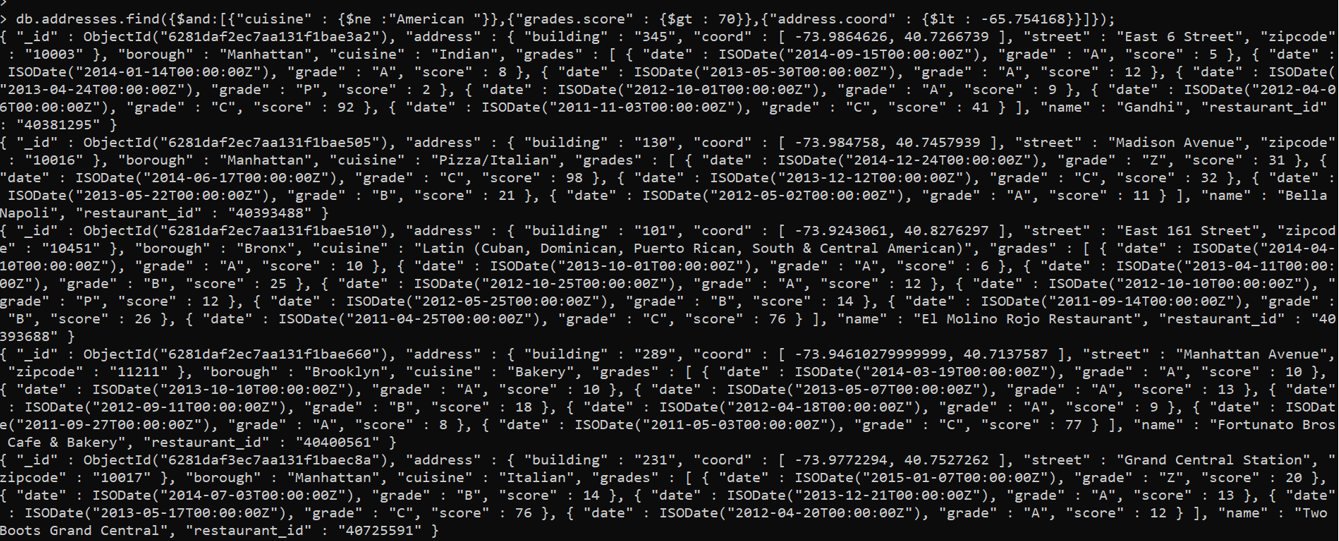 >
> db.addresses.find({$and:[{"cuisine" : {$ne :"American "}},{"grades.score" : {$gt : 70}},{"address.coord" : {$lt : -65.754168}}]});
{ "_id" : ObjectId("6281daf2ec7aa131f1bae3a2"), "address" : { "building" : "345", "coord" : [ -73.9864626, 40.7266739 ], "street" : "East 6 Street", "zipcode"
 : "10003" }, "borough" : "Manhattan", "cuisine" : "Indian", "grades" : [ { "date" : ISODate("2014-09-15T00:00:00Z"), "grade" : "A", "score" : 5 }, { "date" :
 ISODate("2014-01-14T00:00:00Z"), "grade" : "A", "score" : 8 }, { "date" : ISODate("2013-05-30T00:00:00Z"), "grade" : "A", "score" : 12 }, { "date" : ISODate(
"2013-04-24T00:00:00Z"), "grade" : "P", "score" : 2 }, { "date" : ISODate("2012-10-01T00:00:00Z"), "grade" : "A", "score" : 9 }, { "date" : ISODate("2012-04-0
6T00:00:00Z"), "grade" : "C", "score" : 92 }, { "date" : ISODate("2011-11-03T00:00:00Z"), "grade" : "C", "score" : 41 } ], "name" : "Gandhi", "restaurant_id"
 : "40381295" }
{ "_id" : ObjectId("6281daf2ec7aa131f1bae505"), "address" : { "building" : "130", "coord" : [ -73.984758, 40.7457939 ], "street" : "Madison Avenue", "zipcode"
 : "10016" }, "borough" : "Manhattan", "cuisine" : "Pizza/Italian", "grades" : [ { "date" : ISODate("2014-12-24T00:00:00Z"), "grade" : "Z", "score" : 31 }, {
"date" : ISODate("2014-06-17T00:00:00Z"), "grade" : "C", "score" : 98 }, { "date" : ISODate("2013-12-12T00:00:00Z"), "grade" : "C", "score" : 32 }, { "date" :
 ISODate("2013-05-22T00:00:00Z"), "grade" : "B", "score" : 21 }, { "date" : ISODate("2012-05-02T00:00:00Z"), "grade" : "A", "score" : 11 } ], "name" : "Bella
Napoli", "restaurant_id" : "40393488" }
{ "_id" : ObjectId("6281daf2ec7aa131f1bae510"), "address" : { "building" : "101", "coord" : [ -73.9243061, 40.8276297 ], "street" : "East 161 Street", "zipcod
e" : "10451" }, "borough" : "Bronx", "cuisine" : "Latin (Cuban, Dominican, Puerto Rican, South & Central American)", "grades" : [ { "date" : ISODate("2014-04-
10T00:00:00Z"), "grade" : "A", "score" : 10 }, { "date" : ISODate("2013-10-01T00:00:00Z"), "grade" : "A", "score" : 6 }, { "date" : ISODate("2013-04-11T00:00:
00Z"), "grade" : "B", "score" : 25 }, { "date" : ISODate("2012-10-25T00:00:00Z"), "grade" : "A", "score" : 12 }, { "date" : ISODate("2012-10-10T00:00:00Z"), "
grade" : "P", "score" : 12 }, { "date" : ISODate("2012-05-25T00:00:00Z"), "grade" : "B", "score" : 14 }, { "date" : ISODate("2011-09-14T00:00:00Z"), "grade" :
 "B", "score" : 26 }, { "date" : ISODate("2011-04-25T00:00:00Z"), "grade" : "C", "score" : 76 } ], "name" : "El Molino Rojo Restaurant", "restaurant_id" : "40
393688" }
{ "_id" : ObjectId("6281daf2ec7aa131f1bae660"), "address" : { "building" : "289", "coord" : [ -73.94610279999999, 40.7137587 ], "street" : "Manhattan Avenue",
 "zipcode" : "11211" }, "borough" : "Brooklyn", "cuisine" : "Bakery", "grades" : [ { "date" : ISODate("2014-03-19T00:00:00Z"), "grade" : "A", "score" : 10 },
{ "date" : ISODate("2013-10-10T00:00:00Z"), "grade" : "A", "score" : 10 }, { "date" : ISODate("2013-05-07T00:00:00Z"), "grade" : "A", "score" : 13 }, { "date"
 : ISODate("2012-09-11T00:00:00Z"), "grade" : "B", "score" : 18 }, { "date" : ISODate("2012-04-18T00:00:00Z"), "grade" : "A", "score" : 9 }, { "date" : ISODat
e("2011-09-27T00:00:00Z"), "grade" : "A", "score" : 8 }, { "date" : ISODate("2011-05-03T00:00:00Z"), "grade" : "C", "score" : 77 } ], "name" : "Fortunato Bros
 Cafe & Bakery", "restaurant_id" : "40400561" }
{ "_id" : ObjectId("6281daf3ec7aa131f1baec8a"), "address" : { "building" : "231", "coord" : [ -73.9772294, 40.7527262 ], "street" : "Grand Central Station", "
zipcode" : "10017" }, "borough" : "Manhattan", "cuisine" : "Italian", "grades" : [ { "date" : ISODate("2015-01-07T00:00:00Z"), "grade" : "Z", "score" : 20 },
{ "date" : ISODate("2014-07-03T00:00:00Z"), "grade" : "B", "score" : 14 }, { "date" : ISODate("2013-12-21T00:00:00Z"), "grade" : "A", "score" : 13 }, { "date"
 : ISODate("2013-05-17T00:00:00Z"), "grade" : "C", "score" : 76 }, { "date" : ISODate("2012-04-20T00:00:00Z"), "grade" : "A", "score" : 12 } ], "name" : "Two
Boots Grand Central", "restaurant_id" : "40725591" }